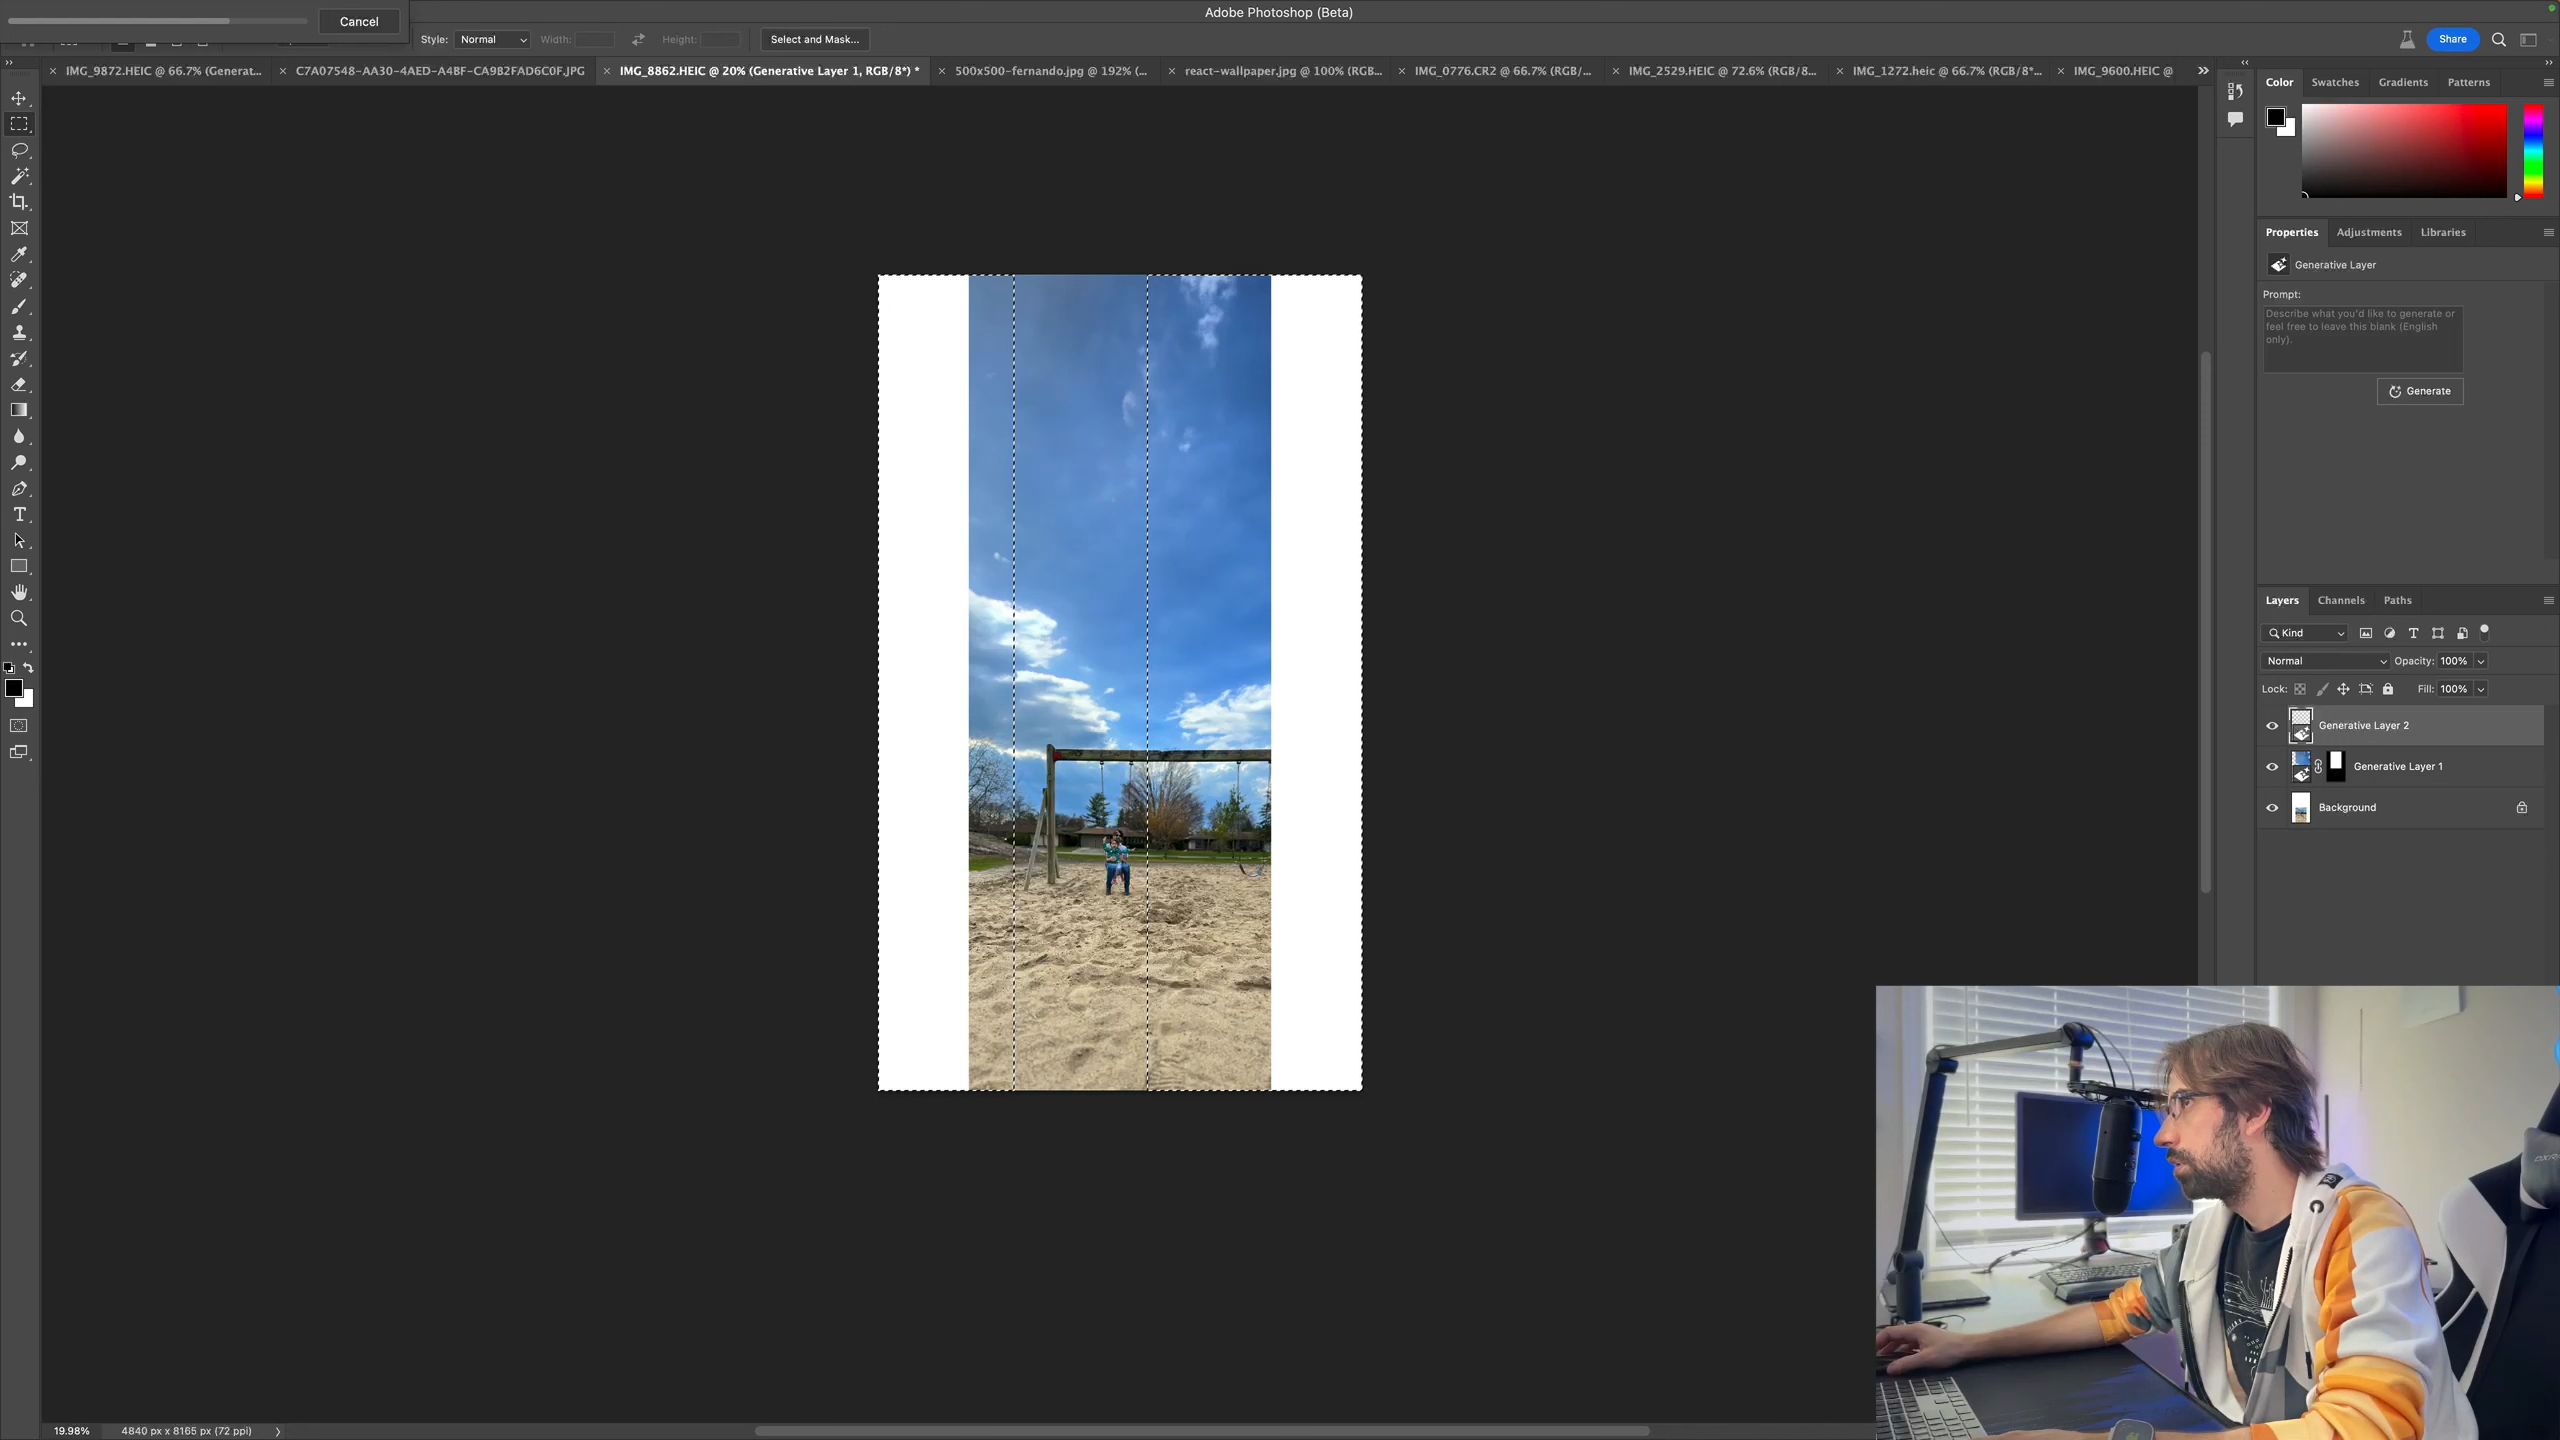 Adobe Photoshop (Beta)
Cancel
Style: Normal Width: Height: Select and Mask... Share
IMG_9872.HEIC @ 66.7% (Generat... C7A07548-AA30-4AED-A4BF-CA9B2FAD6C0F.JPG IMG_8862.HEIC @ 20% (Generative Layer 1, RGB/8*) * 500x500-fernando.jpg @ 192% (... react-wallpaper.jpg @ 100% (RGB... IMG_0776.CR2 @ 66.7% (RGB/... IMG_2529.HEIC @ 72.6% (RGB/8... IMG_1272.heic @ 66.7% (RGB/8*... IMG_9600.HEIC @
Color Swatches Gradients Patterns
Properties Adjustments Libraries
Generative Layer
Prompt:
Describe what you'd like to generate or
feel free to leave this blank (English
only).
Generate
Layers Channels Paths
Kind
Normal Opacity: 100%
Lock: Fill: 100%
Generative Layer 2
Generative Layer 1
Background
19.98% 4840 px x 8165 px (72 ppi)